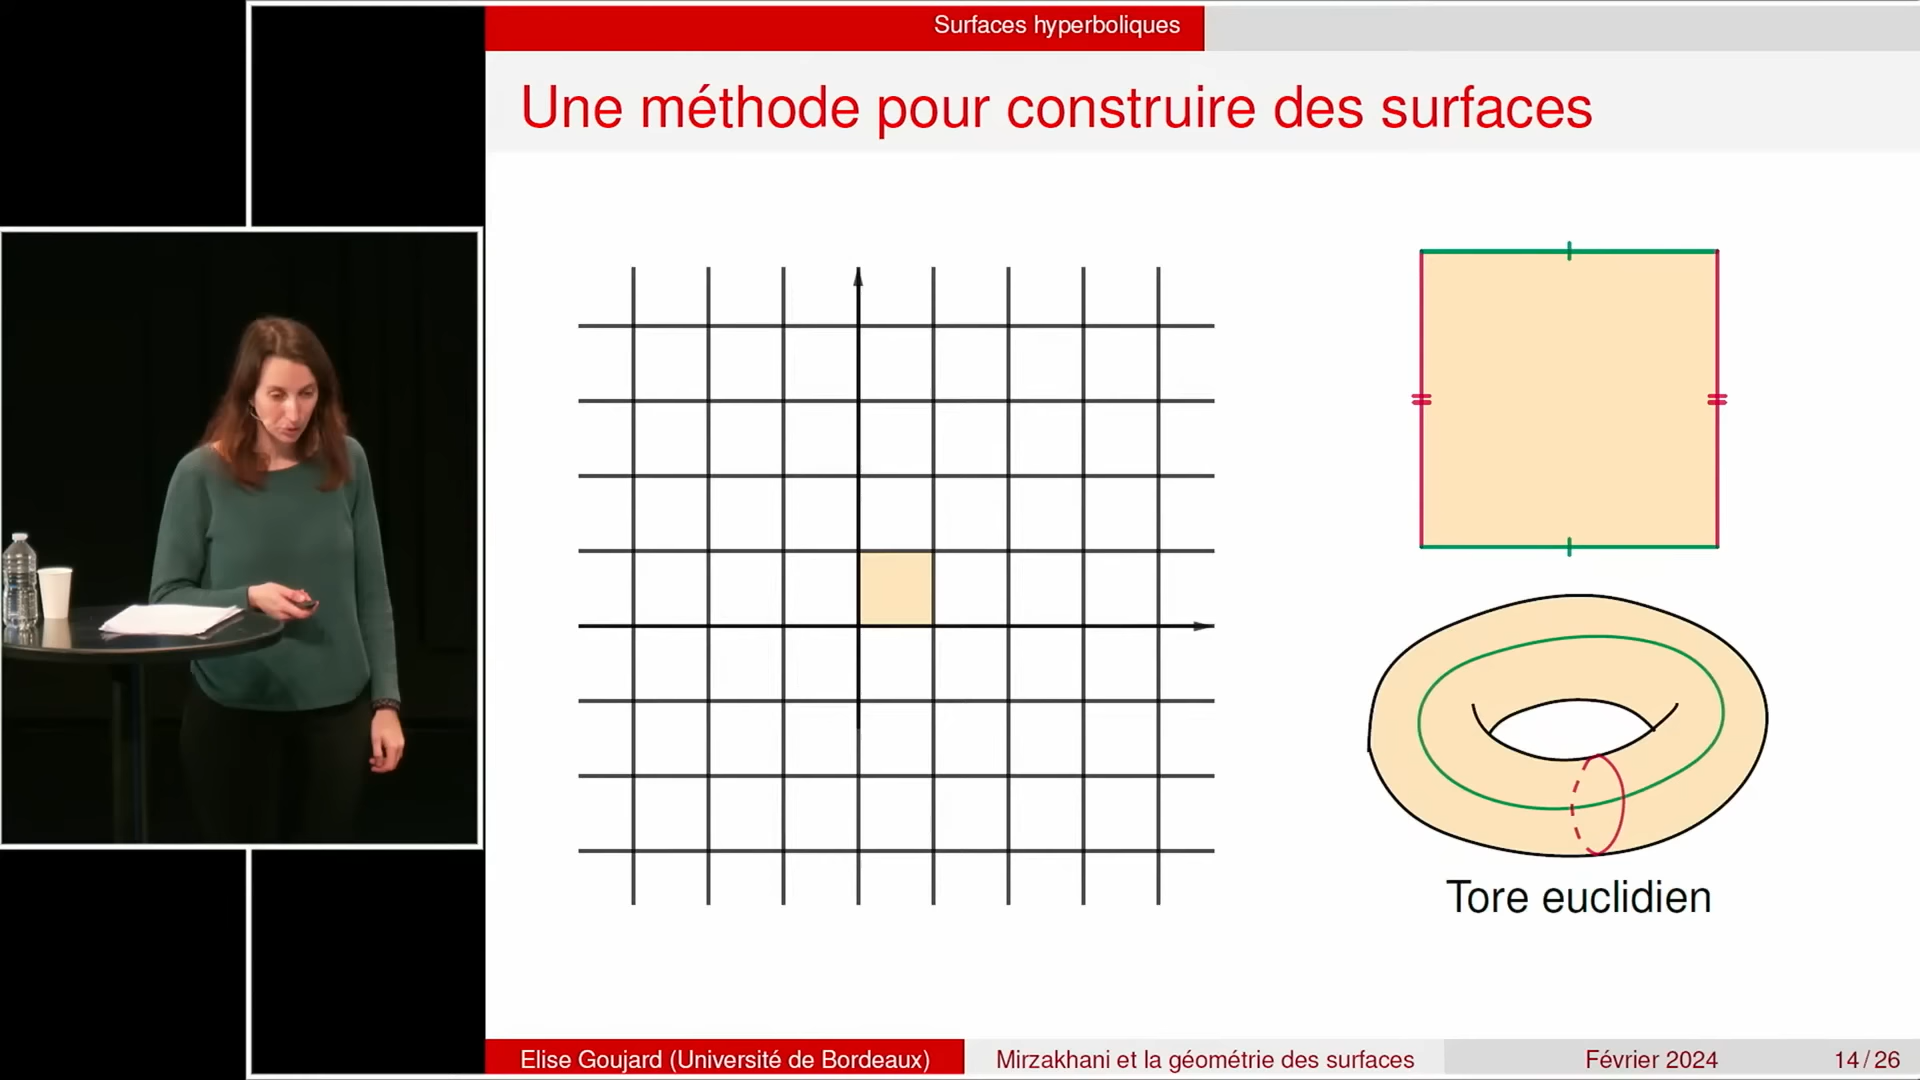 Surfaces hyperboliques
Une méthode pour construire des surfaces
Tore euclidien
Elise Goujard (Université de Bordeaux)
Mirzakhani et la géométrie des surfaces
Février 2024
14 / 26